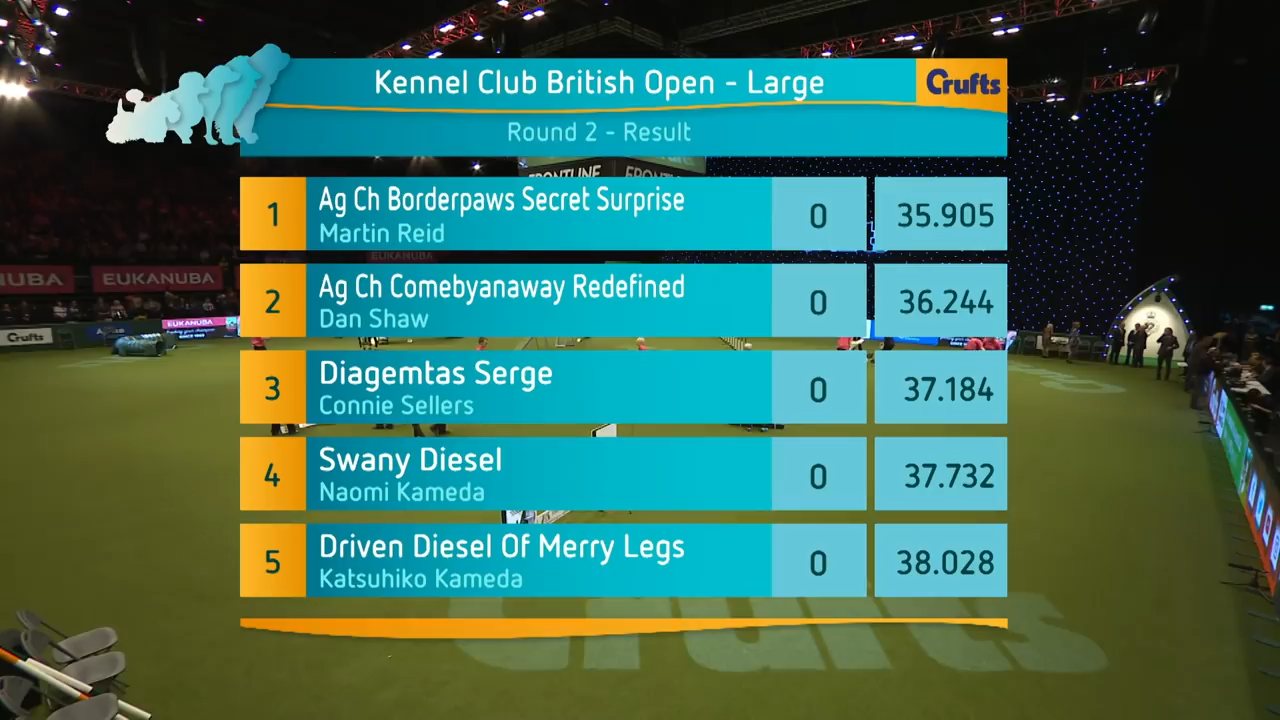 Kennel Club British Open - Large
Crufts
Round 2 - Result
FRONTLINE
1
Ag Ch Borderpaws Secret Surprise
Martin Reid
0
35.905
EUKANUBA
EUKANUBA
2
Ag Ch Comebyanaway Redefined
Dan Shaw
0
36.244
EUKANUBA
Crufts
3
Diagemtas Serge
Connie Sellers
0
37.184
4
Swany Diesel
Naomi Kameda
0
37.732
5
Driven Diesel Of Merry Legs
Katsuhiko Kameda
0
38.028
Crufts